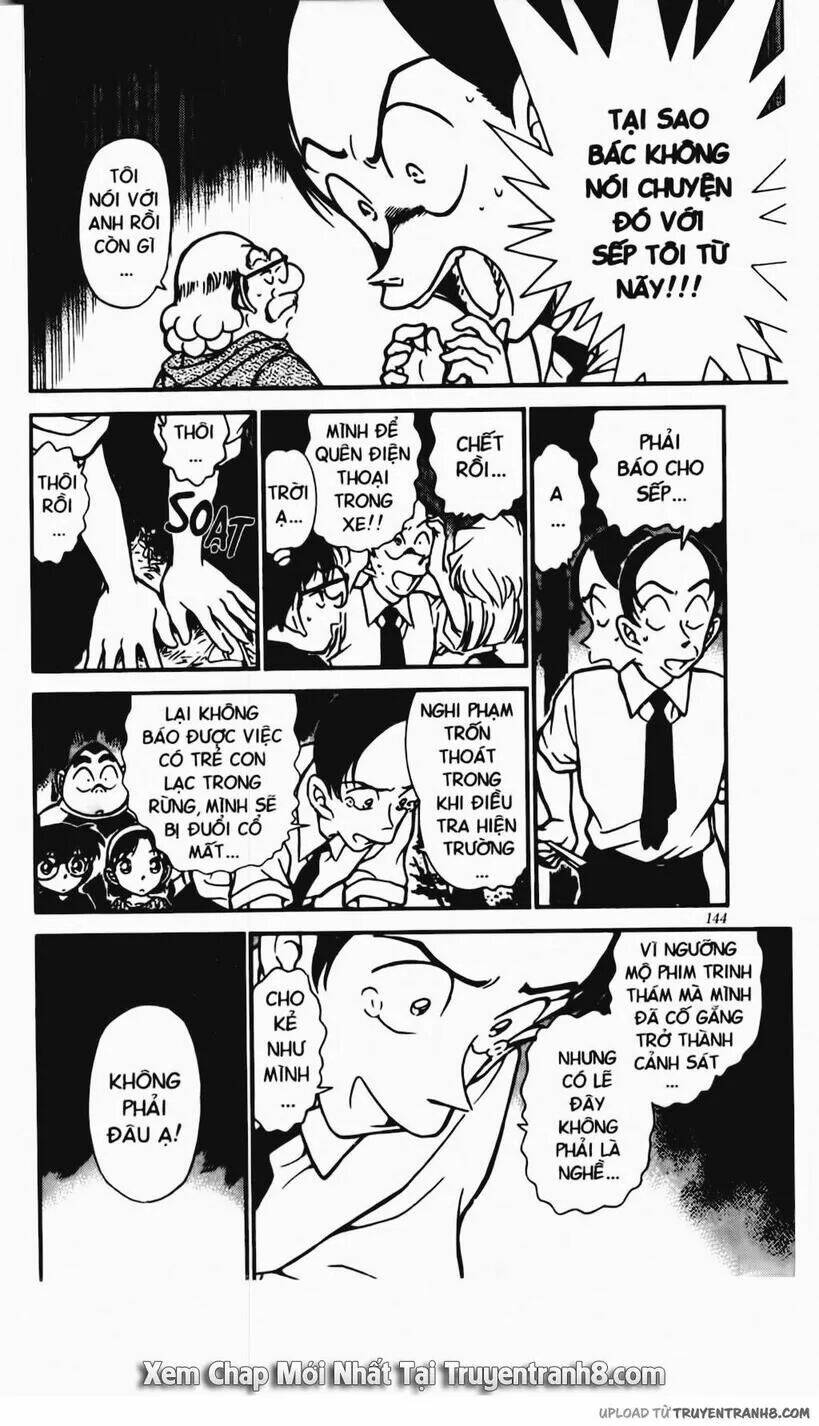 TẠI SAO
BÁC KHÔNG
NÓI CHUYỆN
ĐÓ VỚI
SẾP TÔI TỪ
NÃY!!!
TÔI
NÓI VỚI
ANH RỒI
CÒN GÌ
...
PHẢI
BÁO CHO
SẾP...
A
...
CHẾT
RỒI...
MÌNH ĐỂ
QUÊN ĐIỆN
THOẠI
TRONG
XE!!
TRỜI
Ạ...
THÔI
...
SOẠT
THÔI
RỒI
...
NGHI PHẠM
TRỐN
THOÁT
TRONG
KHI ĐIỀU
TRA HIỆN
TRƯỜNG
LẠI KHÔNG
BÁO ĐƯỢC VIỆC
CÓ TRẺ CON
LẠC TRONG
RỪNG, MÌNH SẼ
BỊ ĐUỔI CỔ
MẤT...
144
VÌ NGƯỠNG
MỘ PHIM TRINH
THÁM MÀ MÌNH
ĐÃ CỐ GẮNG
TRỞ THÀNH
CẢNH SÁT
...
NHƯNG
CÓ LẼ
ĐÂY
KHÔNG
PHẢI LÀ
NGHỀ...
CHO
KẺ
NHƯ
MÌNH
...
KHÔNG
PHẢI
ĐÂU Ạ!
Xem Chap Mới Nhất Tại Truyentranh8.com
UPLOAD TỪ TRUYENTRANH8.COM